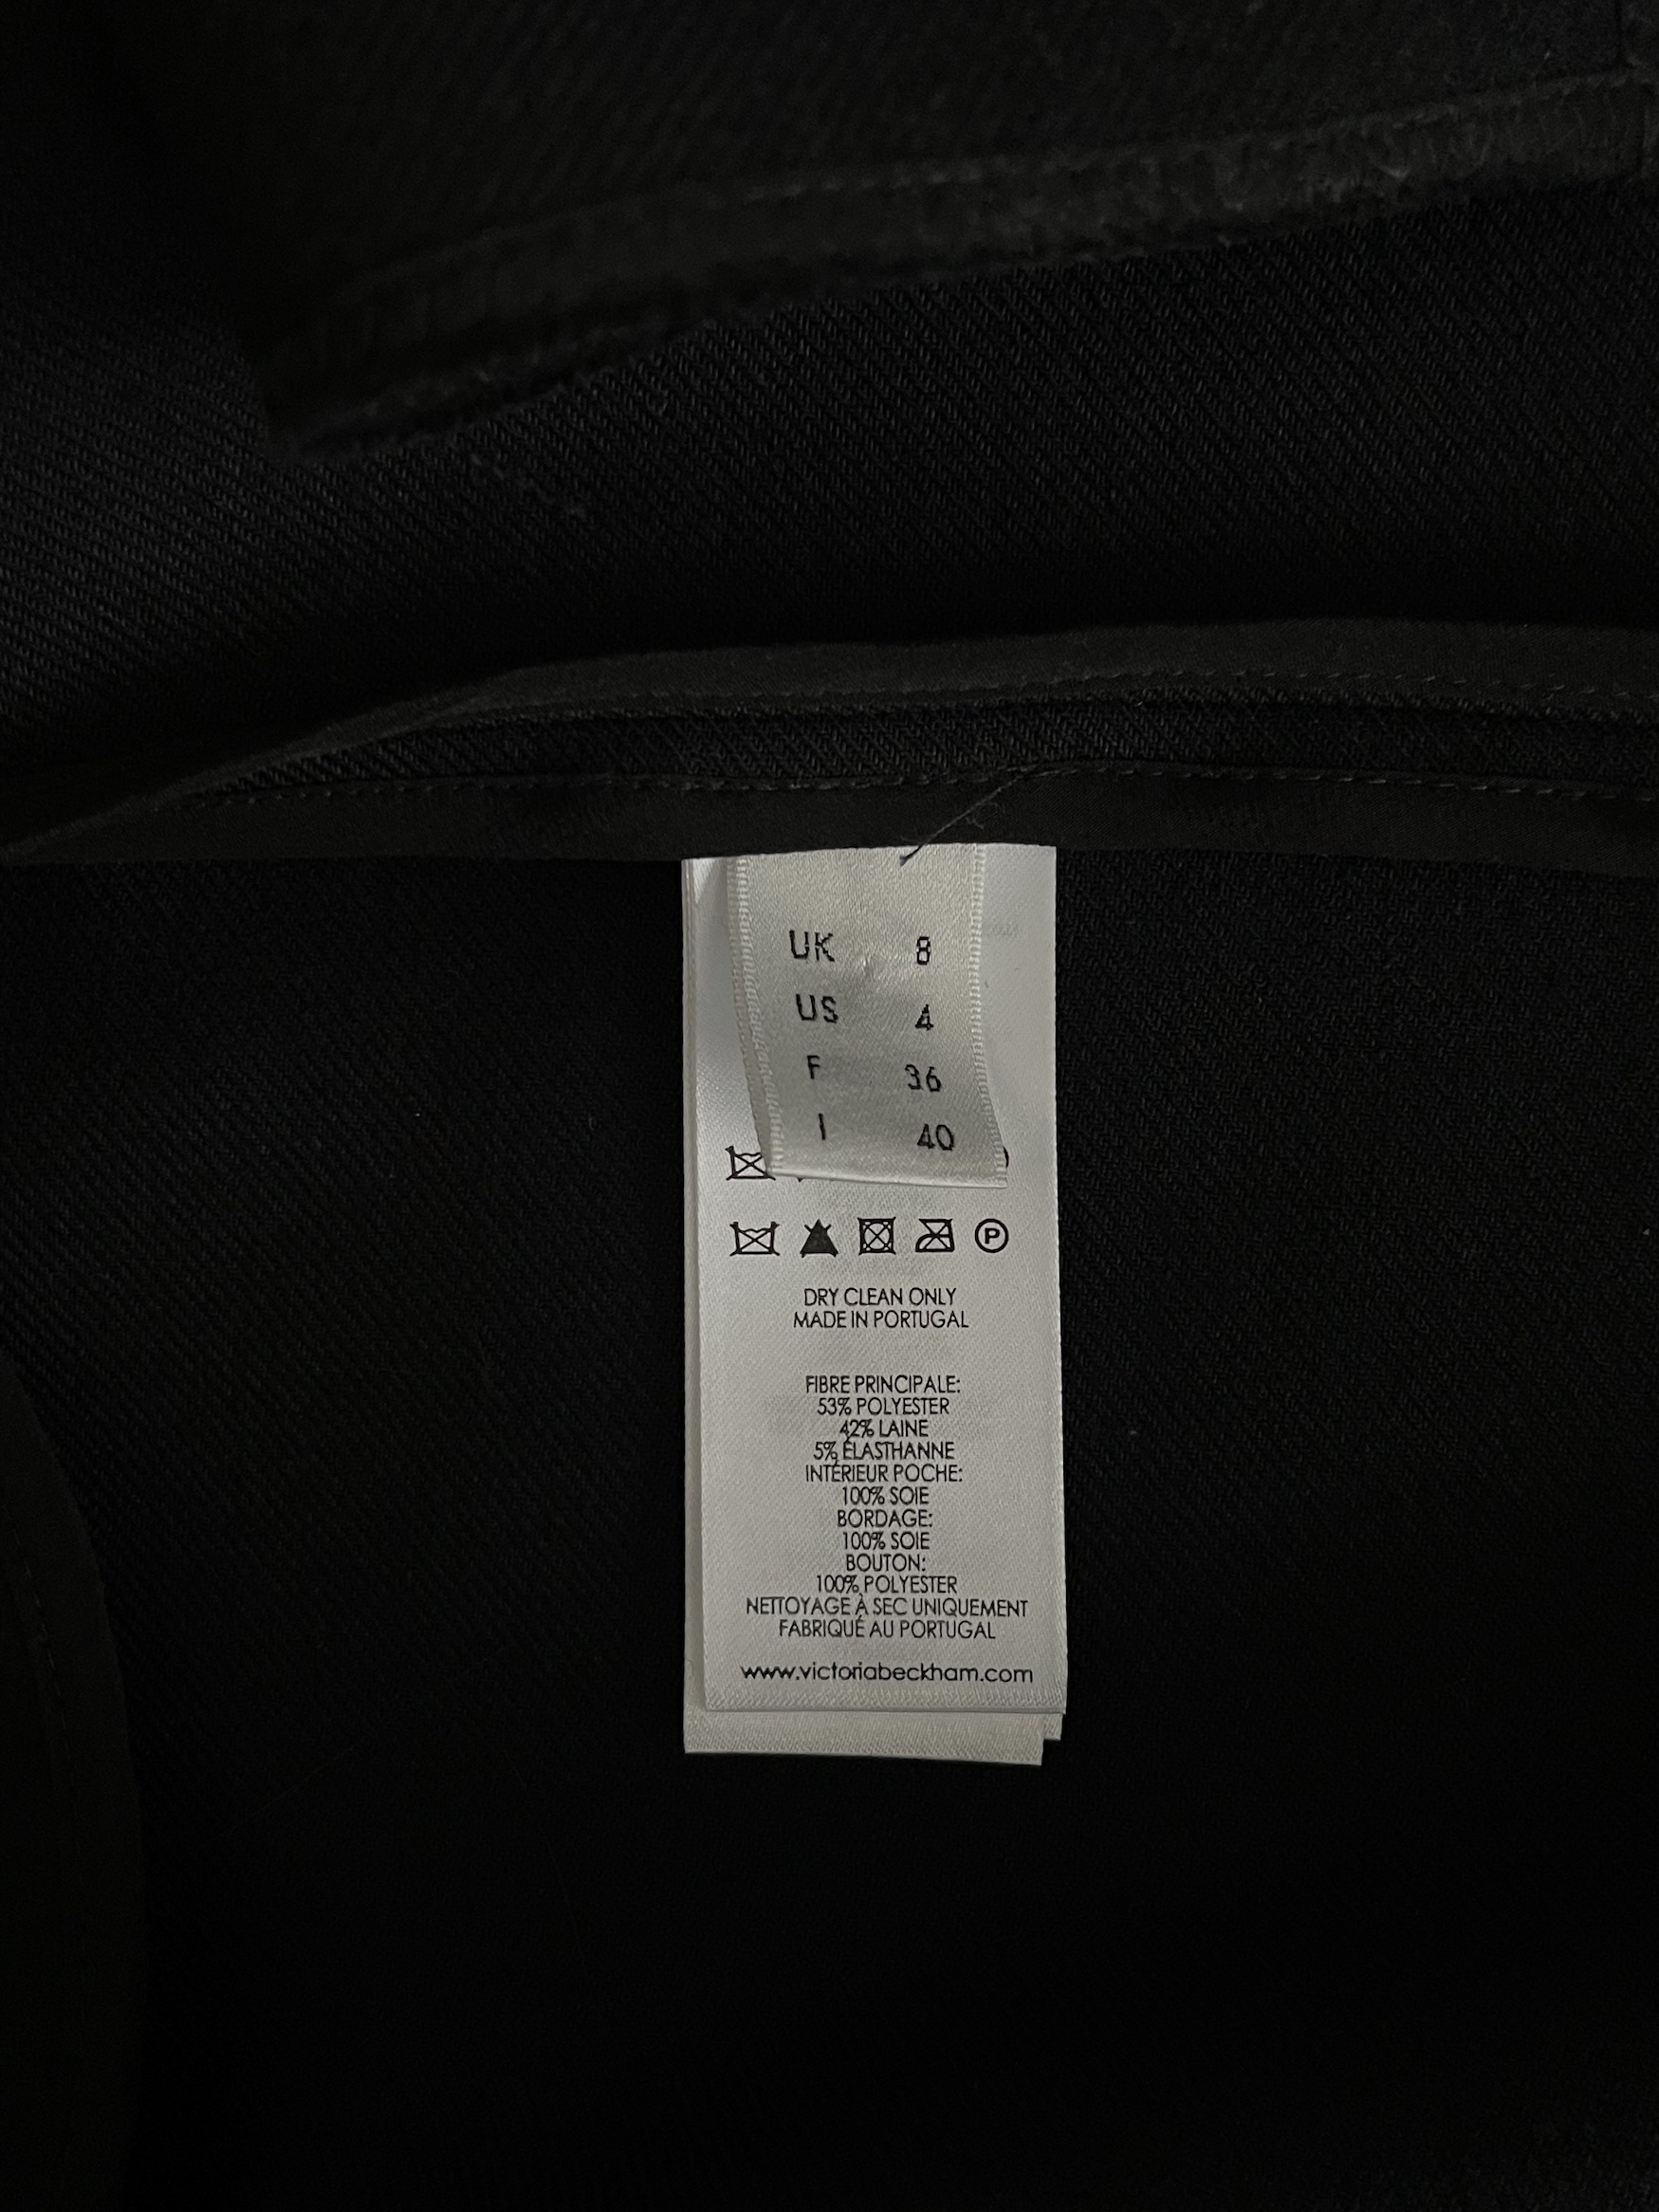 UK 8
US 4
F 36
I 40
P
DRY CLEAN ONLY
MADE IN PORTUGAL
FIBRE PRINCIPALE:
53% POLYESTER
42% LAINE
5% ÉLASTHANNE
INTÉRIEUR POCHE:
100% SOIE
BORDAGE:
100% SOIE
BOUTON:
100% POLYESTER
NETTOYAGE À SEC UNIQUEMENT
FABRIQUÉ AU PORTUGAL
www.victoriabeckham.com